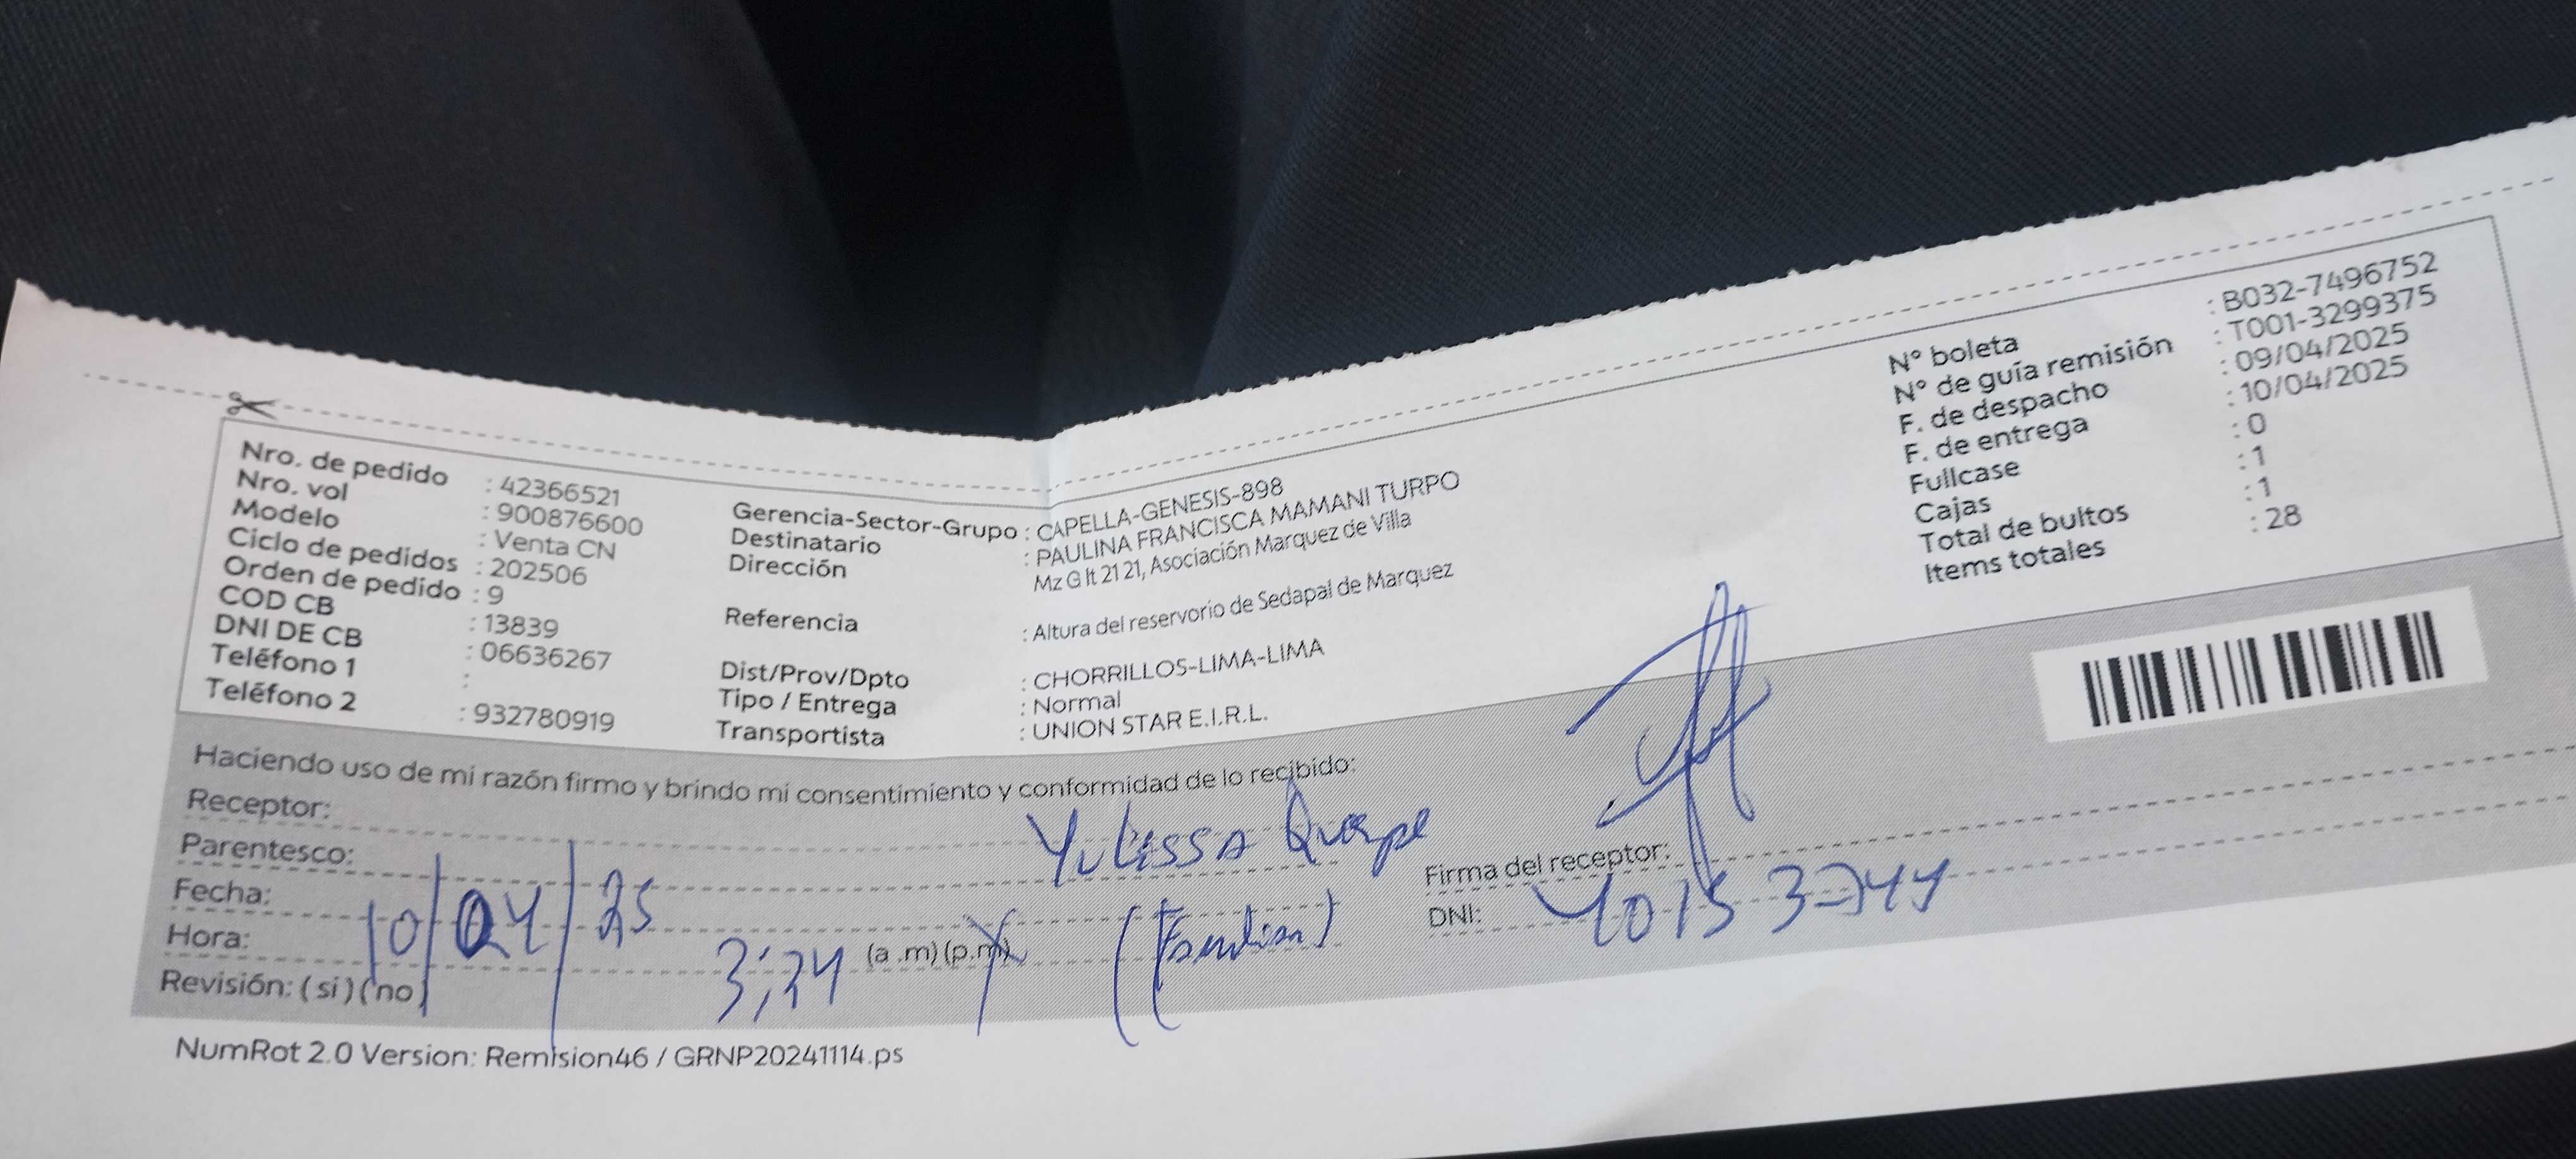 Nro. de pedido : 42366521
Nro. vol : 900876600
Modelo : Venta CN
Ciclo de pedidos : 202506
Orden de pedido : 9
COD CB : 13839
DNI DE CB : 06636267
Teléfono 1 :
Teléfono 2 : 932780919
Gerencia-Sector-Grupo : CAPELLA-GENESIS-898
Destinatario : PAULINA FRANCISCA MAMANI TURPO
Dirección : Mz G lt 21 21, Asociación Marquez de Villa
Referencia : Altura del reservorio de Sedapal de Marquez
Dist/Prov/Dpto : CHORRILLOS-LIMA-LIMA
Tipo / Entrega : Normal
Transportista : UNION STAR E.I.R.L.
N° boleta : B032-7496752
N° de guía remisión : T001-3299375
F. de despacho : 09/04/2025
F. de entrega : 10/04/2025
Fullcase : 0
Cajas : 1
Total de bultos : 1
Items totales : 28
Haciendo uso de mi razón firmo y brindo mi consentimiento y conformidad de lo recibido:
Receptor: Yulissa Quispe
Parentesco: (Familiar)
Fecha: 10/04/25
Hora: 3:24 (a .m) (p.m)
Revisión: ( si ) ( no )
Firma del receptor:
DNI:
NumRot 2.0 Version: Remision46 / GRNP20241114.ps